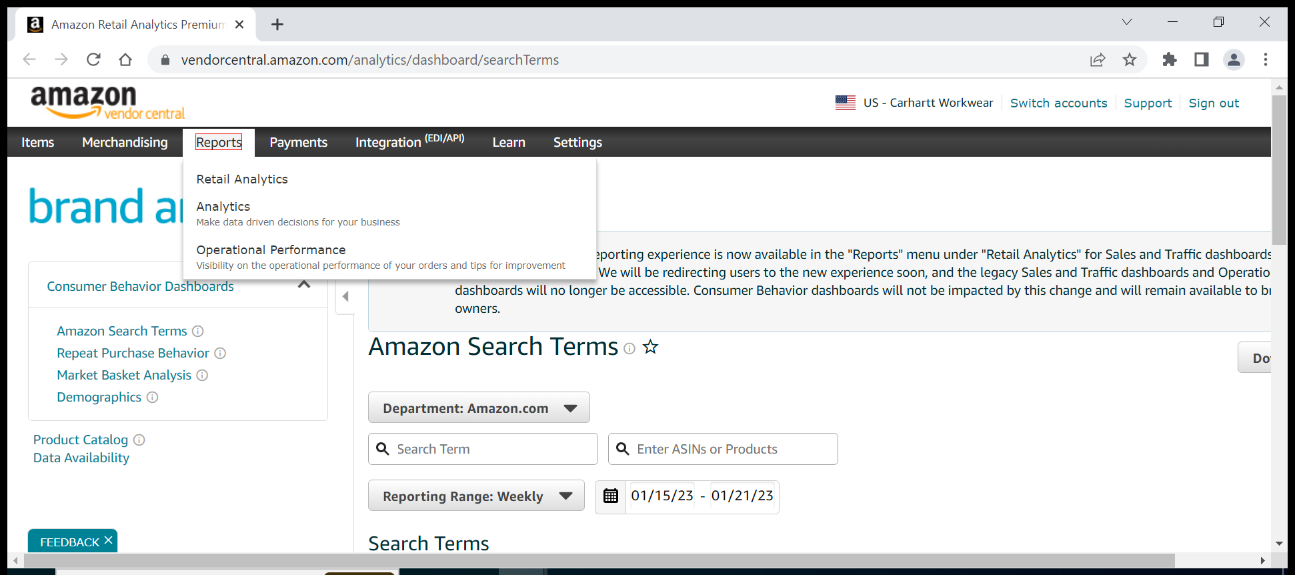 Amazon Retail Analytics Premium
vendorcentral.amazon.com/analytics/dashboard/searchTerms
amazon
vendor central
US - Carhartt Workwear Switch accounts Support Sign out
Items Merchandising Reports Payments Integration (EDI/API) Learn Settings
Retail Analytics
Analytics
Make data driven decisions for your business
Operational Performance
Visibility on the operational performance of your orders and tips for improvement
brand a
eporting experience is now available in the "Reports" menu under "Retail Analytics" for Sales and Traffic dashboards
We will be redirecting users to the new experience soon, and the legacy Sales and Traffic dashboards and Operatio
dashboards will no longer be accessible. Consumer Behavior dashboards will not be impacted by this change and will remain available to b
owners.
Consumer Behavior Dashboards
Amazon Search Terms
Repeat Purchase Behavior
Market Basket Analysis
Demographics
Product Catalog
Data Availability
FEEDBACK
Amazon Search Terms
Do
Department: Amazon.com
Search Term Enter ASINs or Products
Reporting Range: Weekly 01/15/23 - 01/21/23
Search Terms